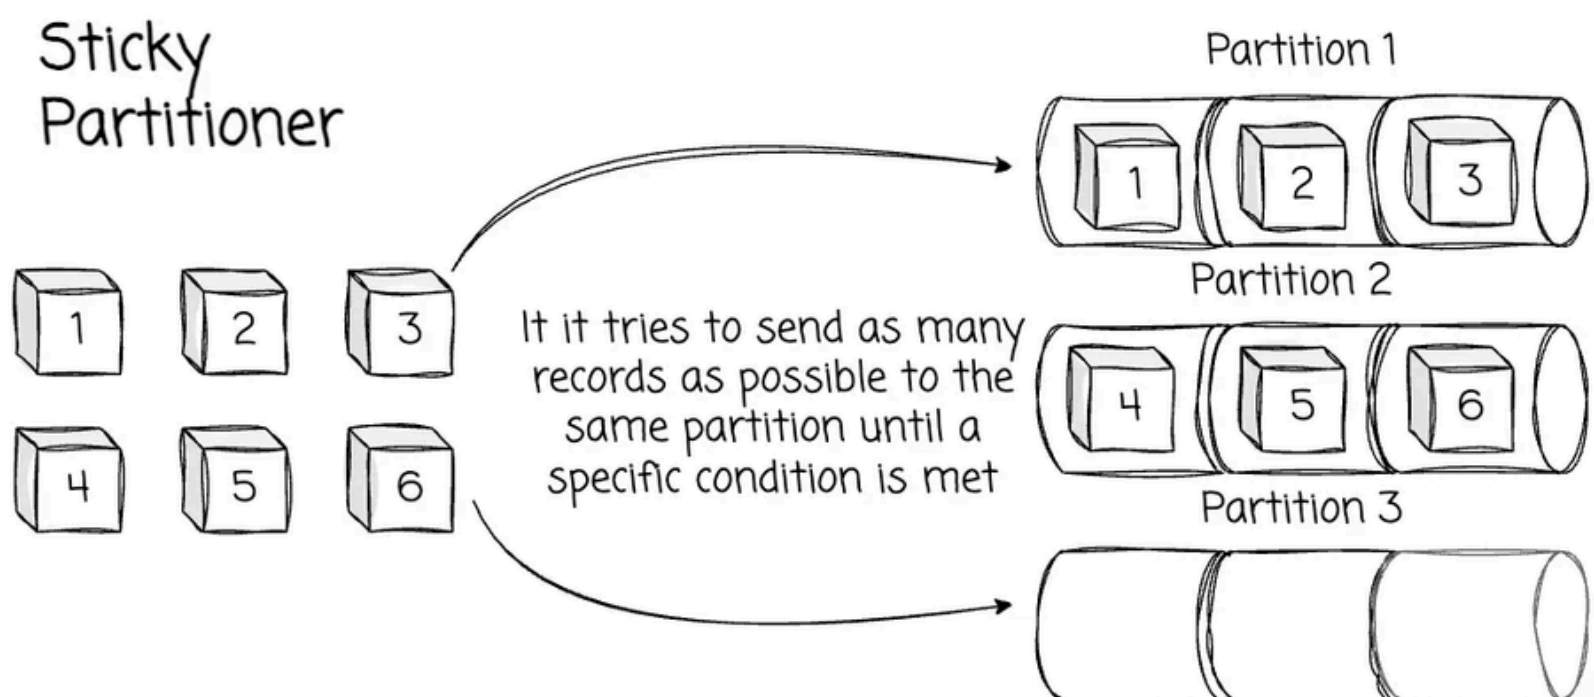 Sticky
Partitioner
1 2 3
4 5 6
It it tries to send as many
records as possible to the
same partition until a
specific condition is met
Partition 1
1 2 3
Partition 2
4 5 6
Partition 3